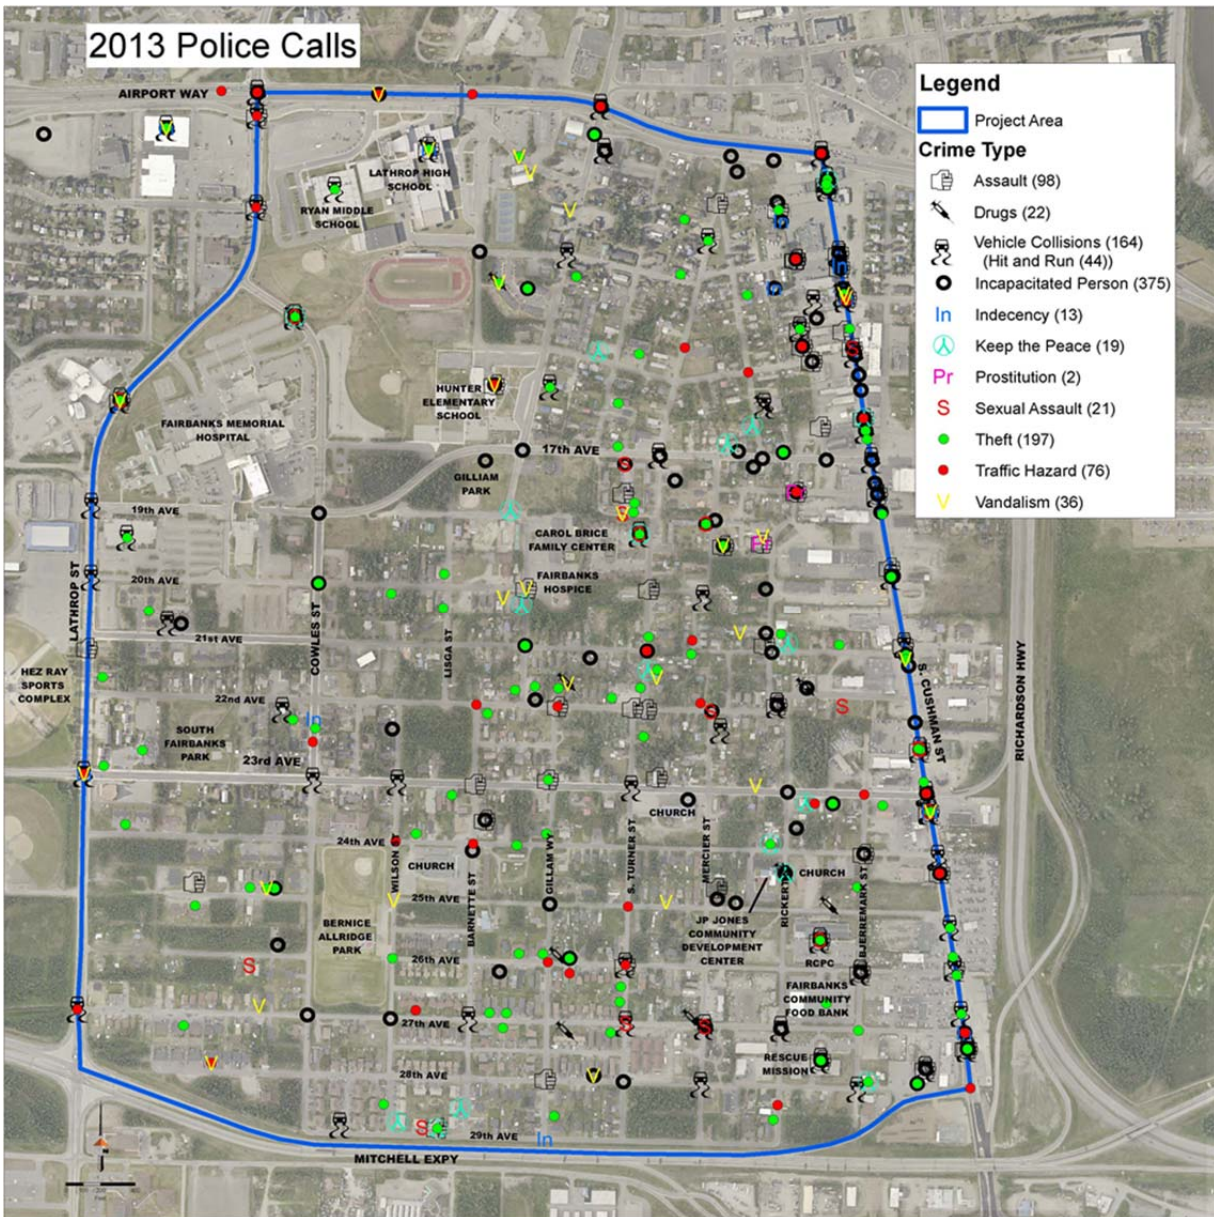 2013 Police Calls
AIRPORT WAY
Legend
Project Area
Crime Type
Assault (98)
Drugs (22)
Vehicle Collisions (164)
(Hit and Run (44))
Incapacitated Person (375)
In Indecency (13)
Keep the Peace (19)
Pr Prostitution (2)
S Sexual Assault (21)
Theft (197)
Traffic Hazard (76)
V Vandalism (36)
LATHROP HIGH
SCHOOL
RYAN MIDDLE
SCHOOL
HUNTER
ELEMENTARY
SCHOOL
FAIRBANKS MEMORIAL
HOSPITAL
17th AVE
GILLIAM
PARK
19th AVE
CAROL BRICE
FAMILY CENTER
20th AVE
FAIRBANKS
HOSPICE
LATHROP ST
COWLES ST
LISGA ST
21st AVE
HEZ RAY
SPORTS
COMPLEX
22nd AVE
SOUTH
FAIRBANKS
PARK
23rd AVE
S. CUSHMAN ST
RICHARDSON HWY
CHURCH
24th AVE
WILSON ST
CHURCH
BARNETTE ST
GILLAM WY
S. TURNER ST
MERCIER ST
RICKERT
CHURCH
BJERREMARK ST
25th AVE
BERNICE
ALLRIDGE
PARK
JP JONES
COMMUNITY
DEVELOPMENT
CENTER
26th AVE
RCPC
FAIRBANKS
COMMUNITY
FOOD BANK
27th AVE
RESCUE
MISSION
28th AVE
29th AVE
MITCHELL EXPY